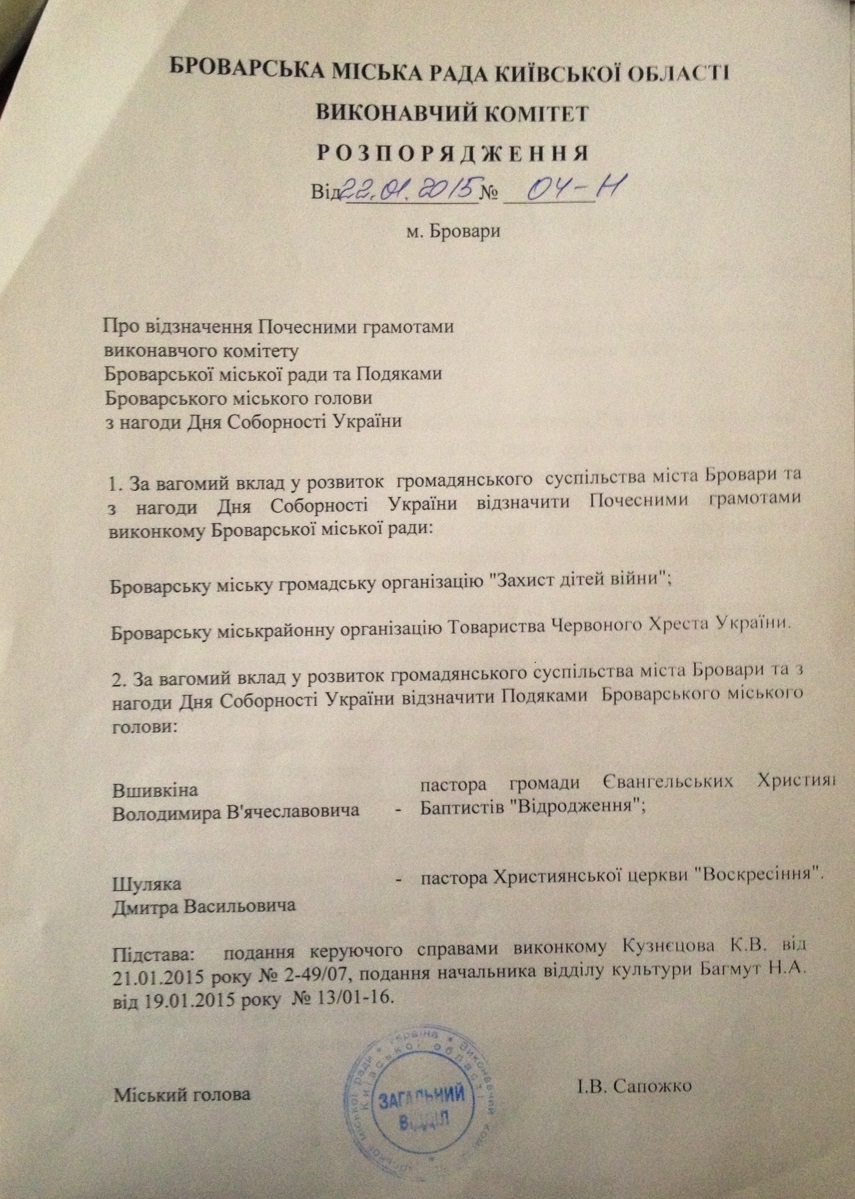 БРОВАРСЬКА МІСЬКА РАДА КИЇВСЬКОЇ ОБЛАСТІ
ВИКОНАВЧИЙ КОМІТЕТ
Р О З П О Р Я Д Ж Е Н Н Я
Від 22.01.2015 № 04-Н
м. Бровари
Про відзначення Почесними грамотами
виконавчого комітету
Броварської міської ради та Подяками
Броварського міського голови
з нагоди Дня Соборності України
1. За вагомий вклад у розвиток громадянського суспільства міста Бровари та
з нагоди Дня Соборності України відзначити Почесними грамотами
виконкому Броварської міської ради:
Броварську міську громадську організацію "Захист дітей війни";
Броварську міськрайонну організацію Товариства Червоного Хреста України.
2. За вагомий вклад у розвиток громадянського суспільства міста Бровари та з
нагоди Дня Соборності України відзначити Подяками Броварського міського
голови:
Вшивкіна пастора громади Євангельських Християн
Володимира В'ячеславовича - Баптистів "Відродження";
Шуляка - пастора Християнської церкви "Воскресіння".
Дмитра Васильовича
Підстава: подання керуючого справами виконкому Кузнєцова К.В. від
21.01.2015 року № 2-49/07, подання начальника відділу культури Багмут Н.А.
від 19.01.2015 року № 13/01-16.
Міський голова І.В. Сапожко
Україна * Виконавчий
Київської області
ЗАГАЛЬНИЙ
ВІДДІЛ